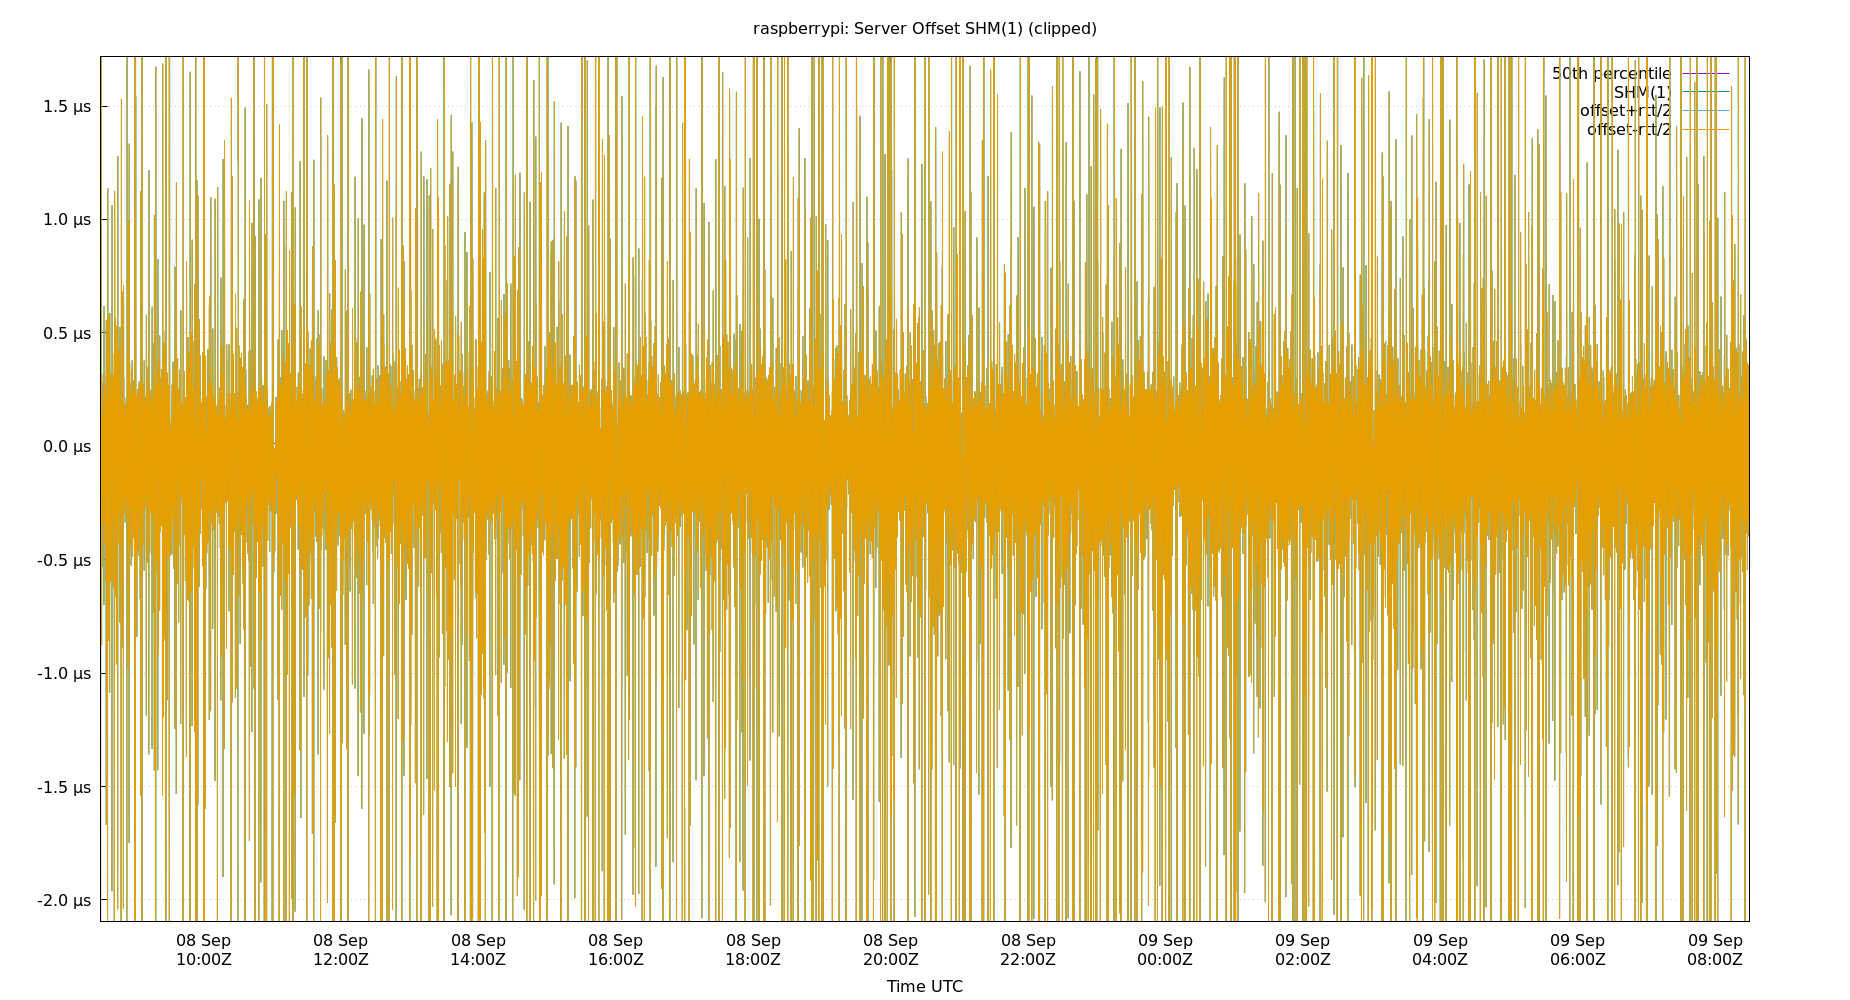 raspberrypi: Server Offset SHM(1) (clipped)
50th percentile
SHM(1)
offset+rtt/2
offset-rtt/2
1.5 µs
1.0 µs
0.5 µs
0.0 µs
-0.5 µs
-1.0 µs
-1.5 µs
-2.0 µs
08 Sep 08 Sep 08 Sep 08 Sep 08 Sep 08 Sep 08 Sep 09 Sep 09 Sep 09 Sep 09 Sep 09 Sep
10:00Z 12:00Z 14:00Z 16:00Z 18:00Z 20:00Z 22:00Z 00:00Z 02:00Z 04:00Z 06:00Z 08:00Z
Time UTC